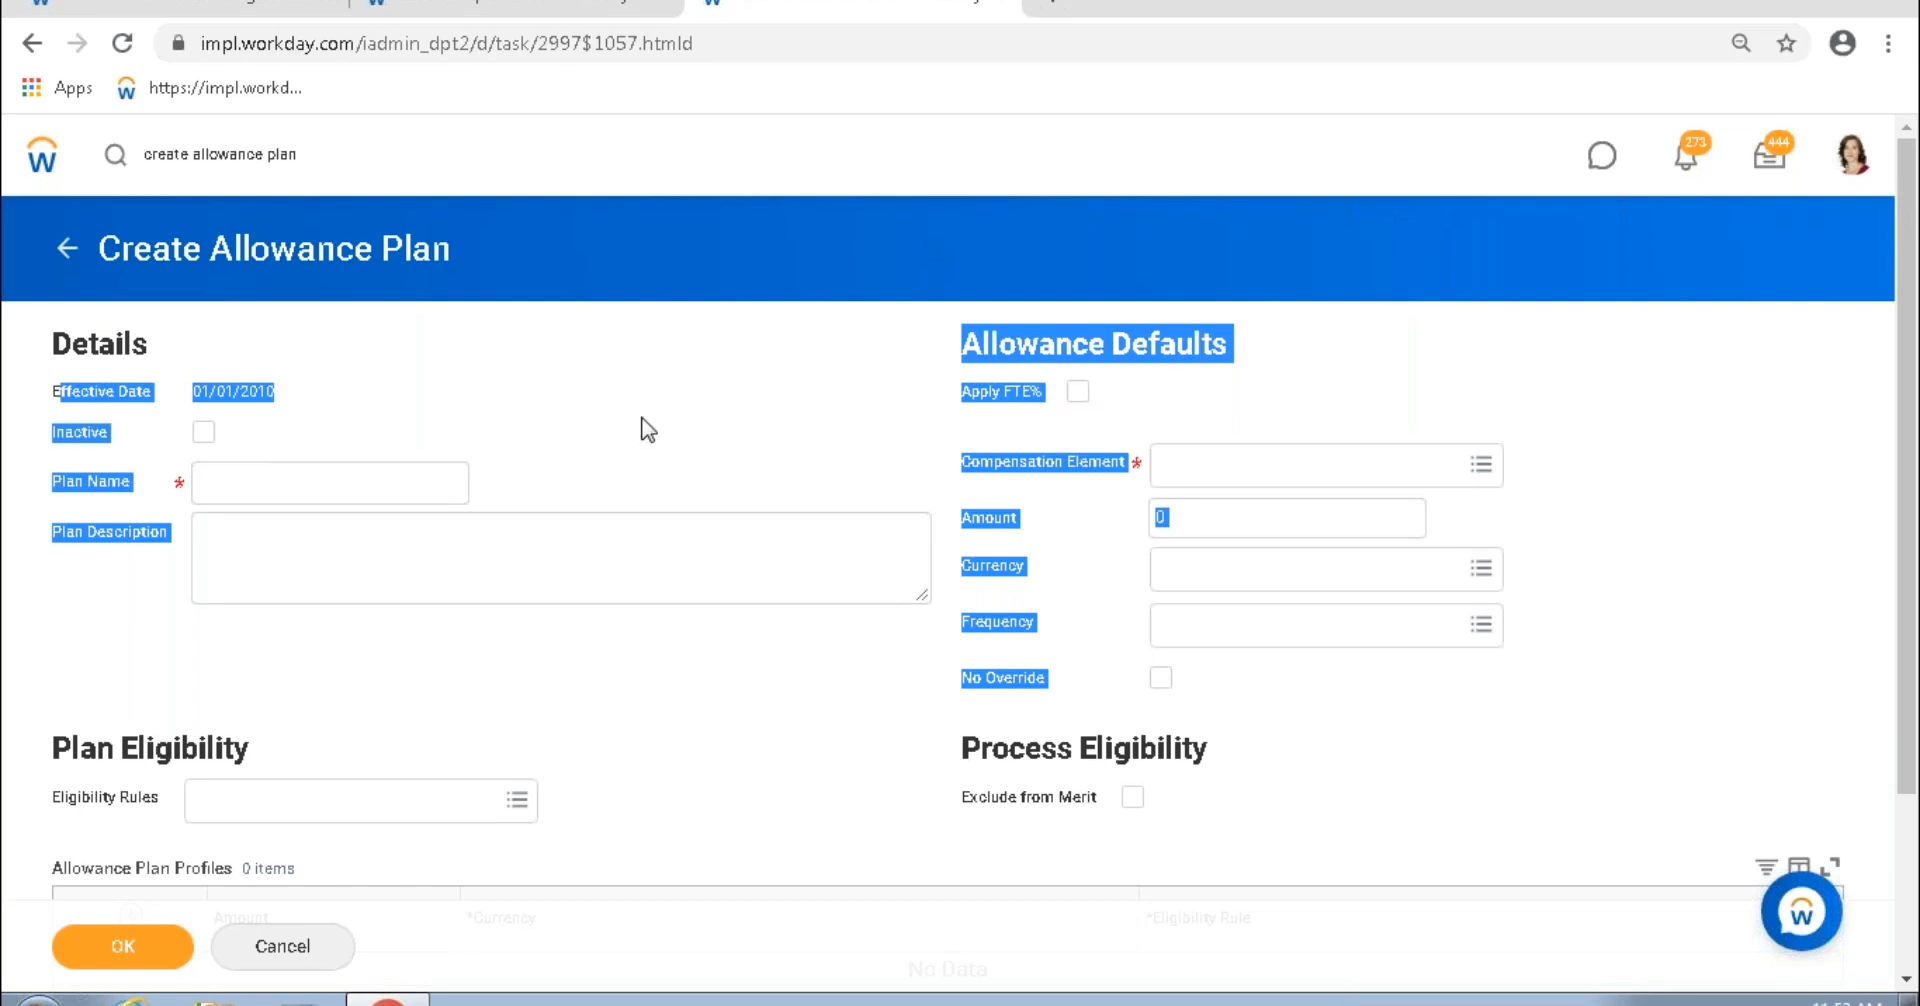 impl.workday.com/iadmin_dpt2/d/task/2997$1057.htmld
Apps
https://impl.workd...
create allowance plan
273
444
Create Allowance Plan
Details
Effective Date 01/01/2010
Inactive
Plan Name *
Plan Description
Allowance Defaults
Apply FTE%
Compensation Element *
Amount 0
Currency
Frequency
No Override
Plan Eligibility
Eligibility Rules
Process Eligibility
Exclude from Merit
Allowance Plan Profiles 0 items
Amount *Currency *Eligibility Rule
OK Cancel
No Data